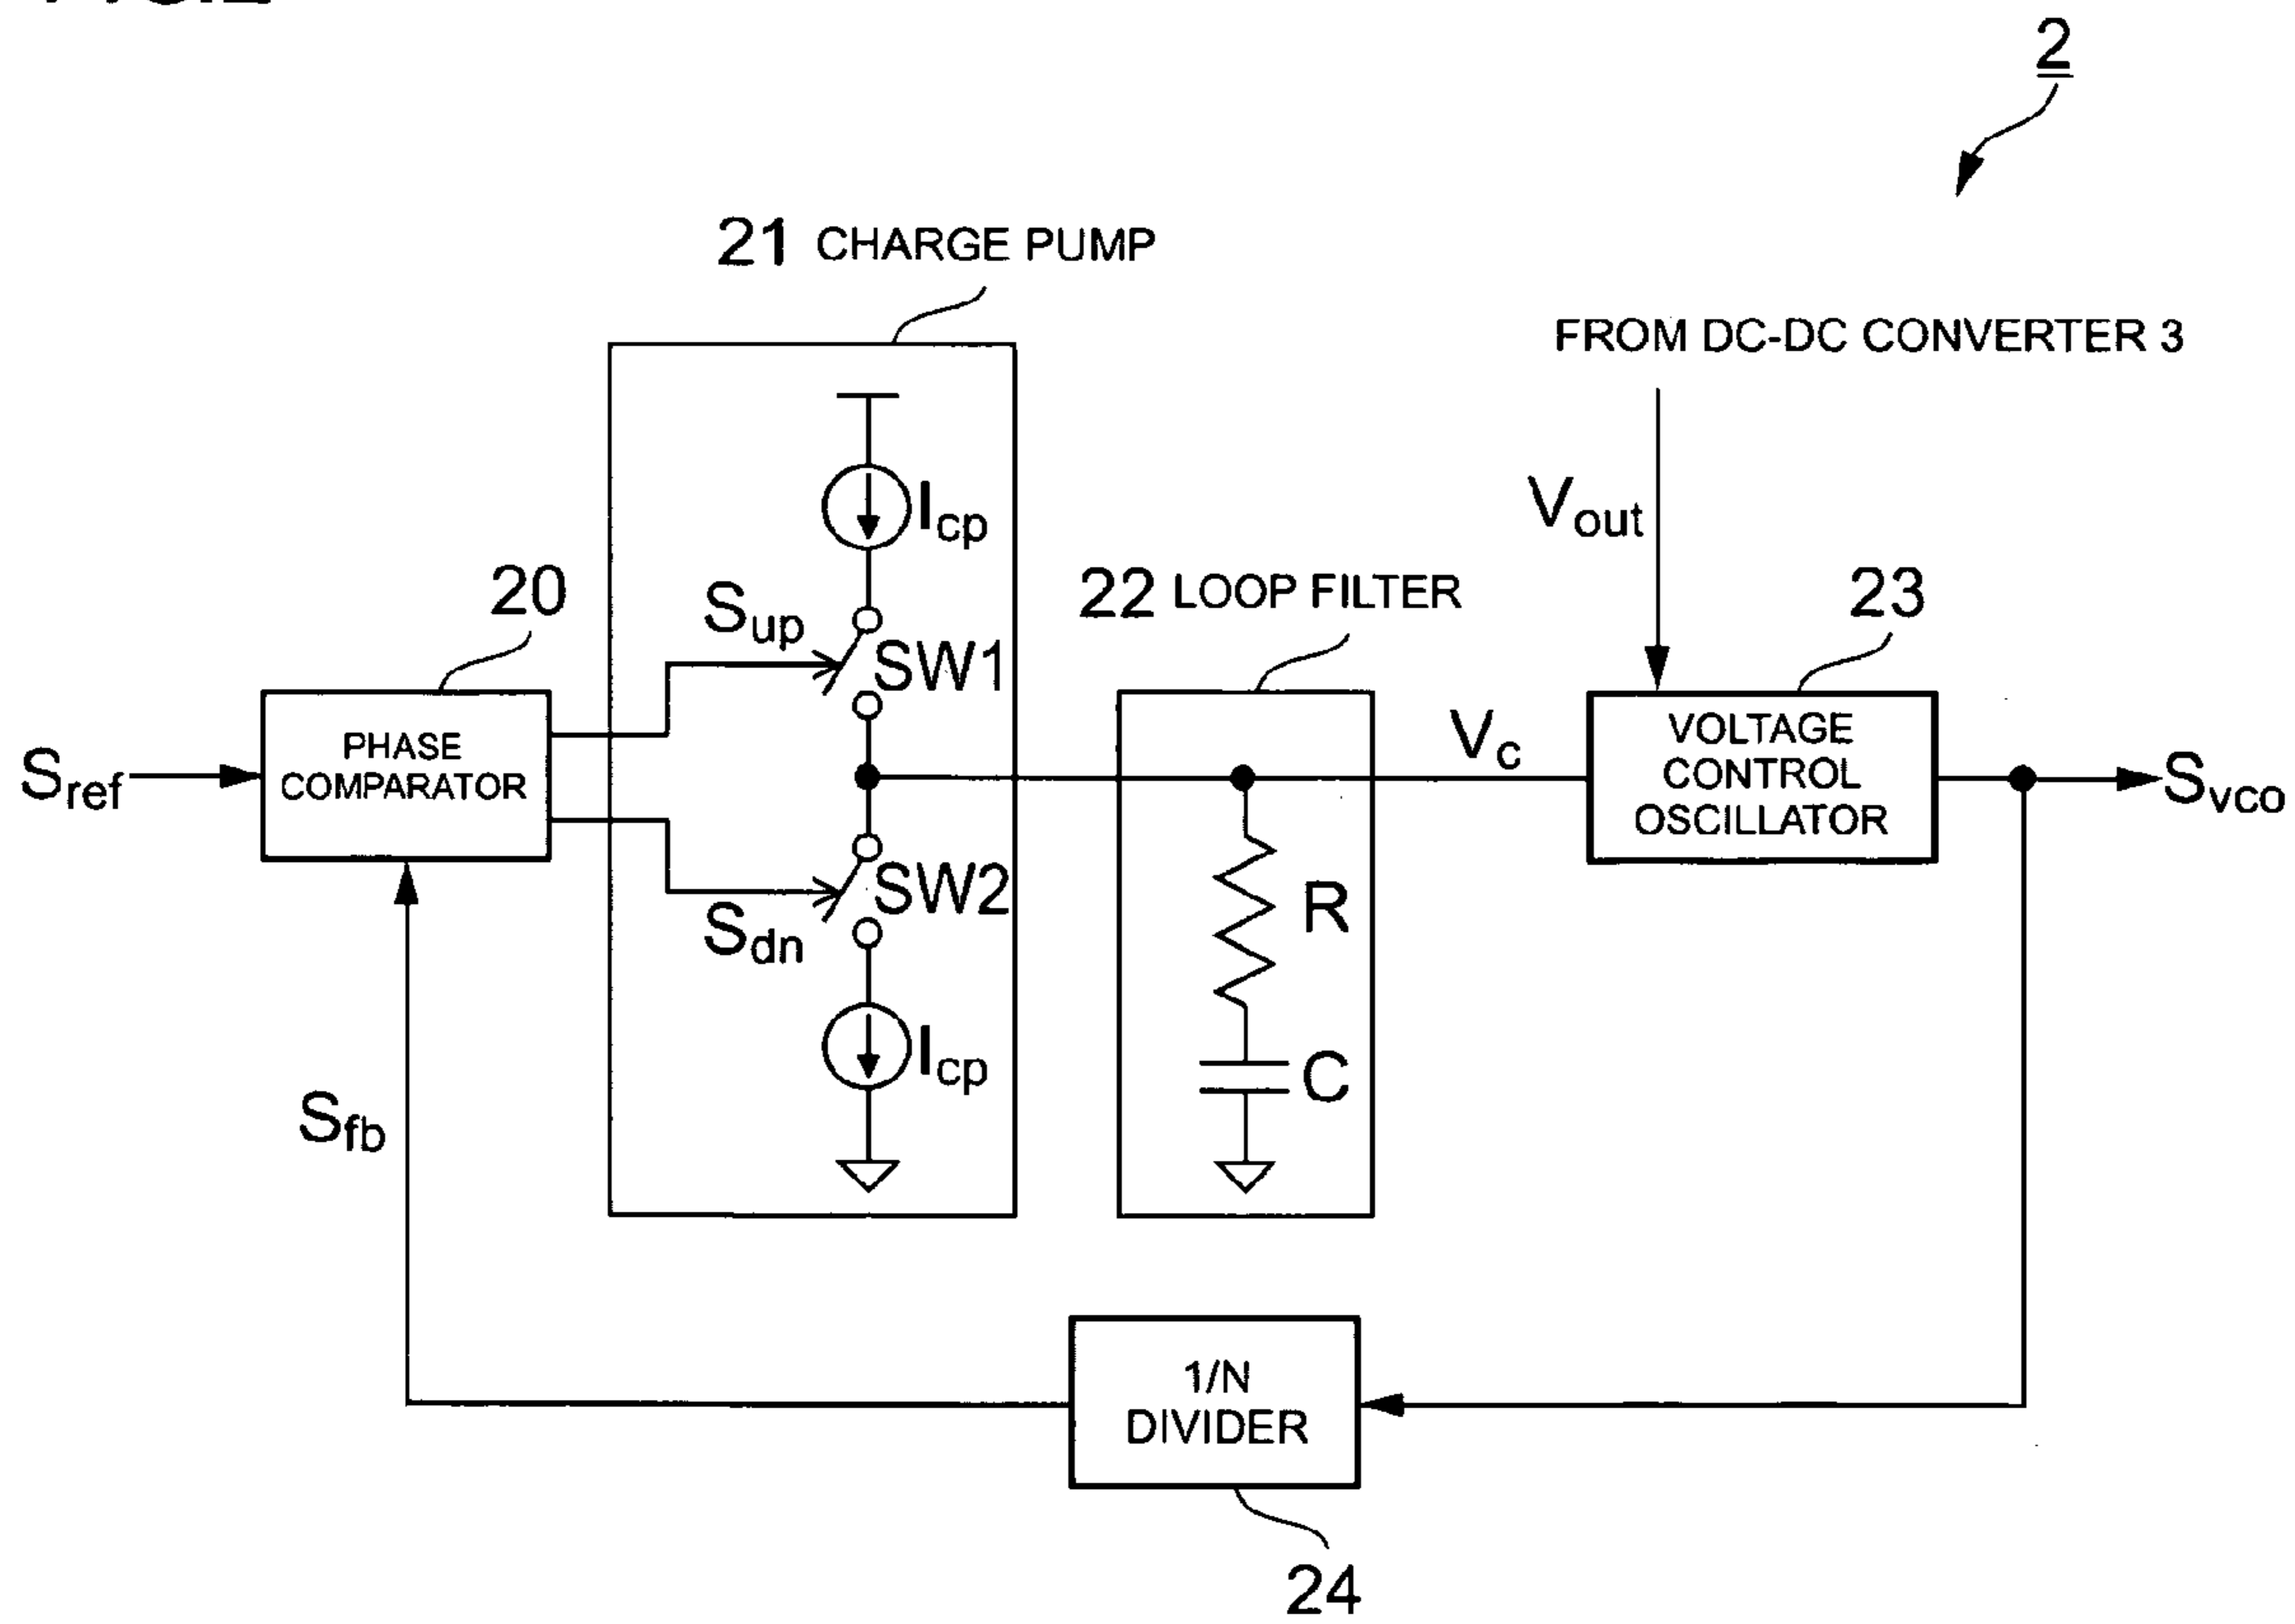 2
21 CHARGE PUMP
FROM DC-DC CONVERTER 3
Icp
Vout
20
Sup
SW1
22 LOOP FILTER
23
Sref
PHASE
COMPARATOR
Vc
VOLTAGE
CONTROL
OSCILLATOR
Svco
SW2
Sdn
R
Icp
C
Sfb
1/N
DIVIDER
24